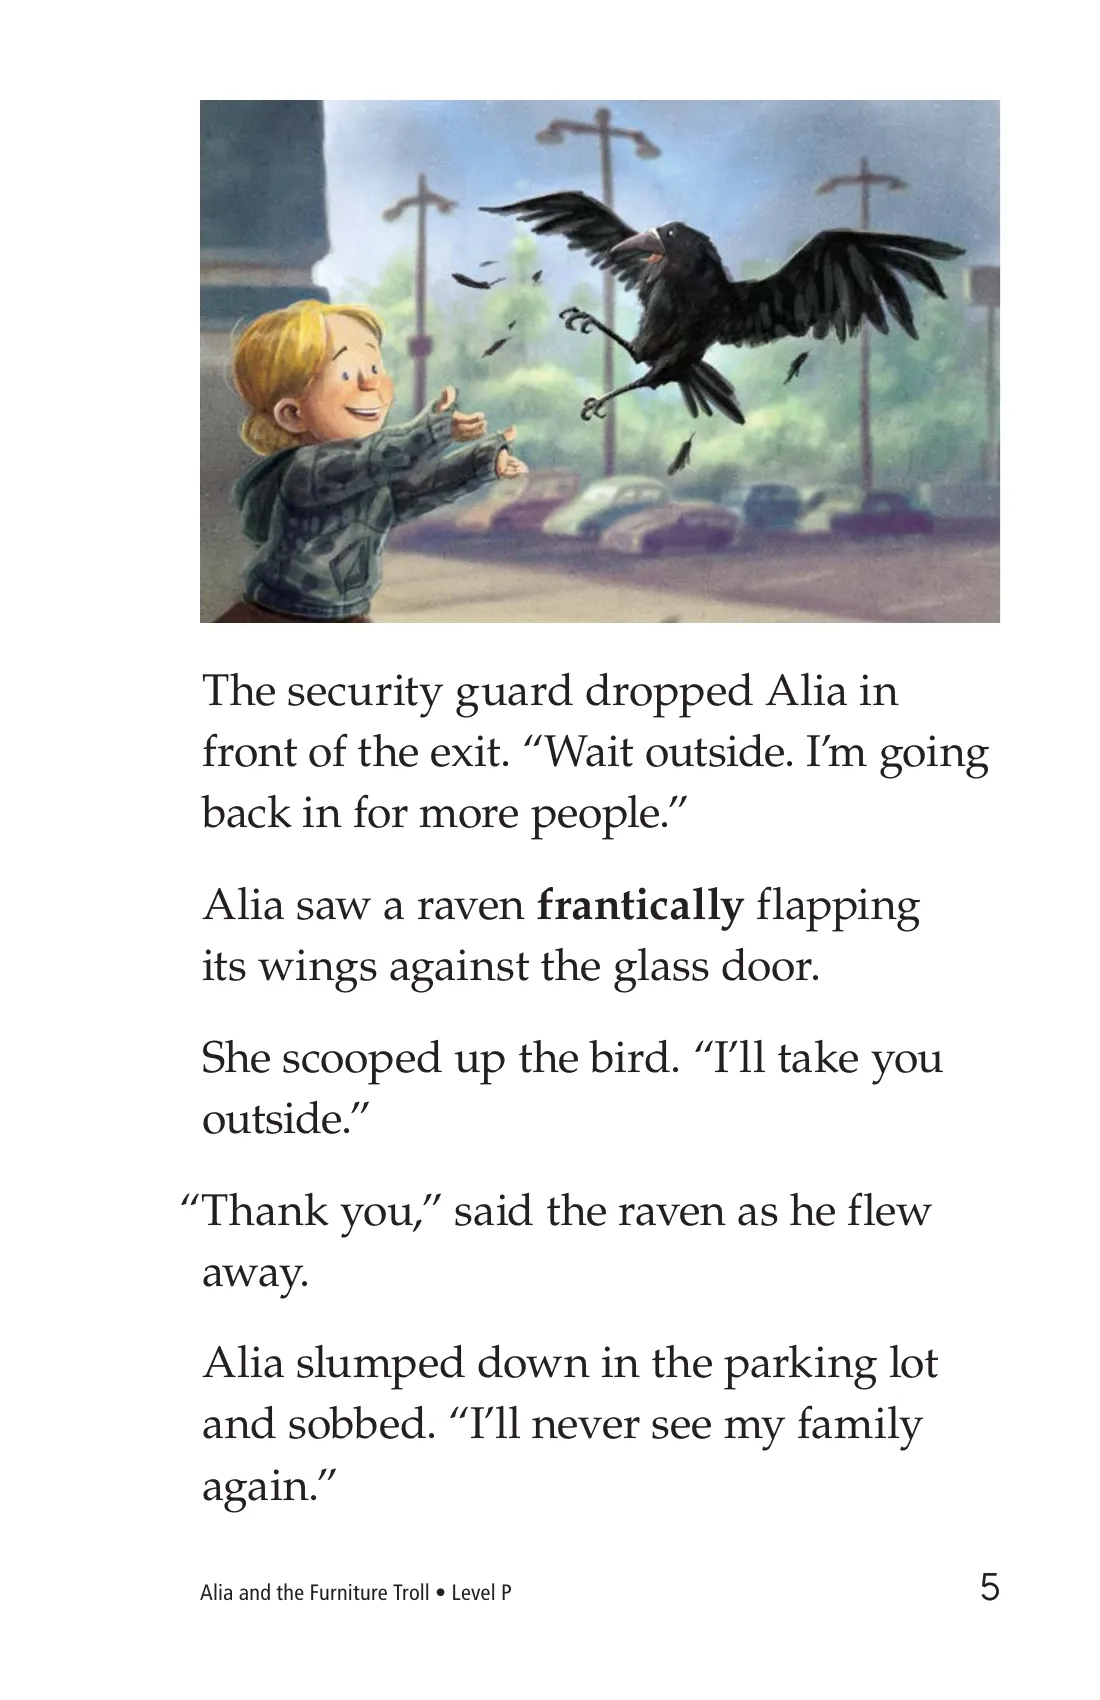 The security guard dropped Alia in
front of the exit. “Wait outside. I’m going
back in for more people.”
Alia saw a raven frantically flapping
its wings against the glass door.
She scooped up the bird. “I’ll take you
outside.”
“Thank you,” said the raven as he flew
away.
Alia slumped down in the parking lot
and sobbed. “I’ll never see my family
again.”
Alia and the Furniture Troll • Level P
5